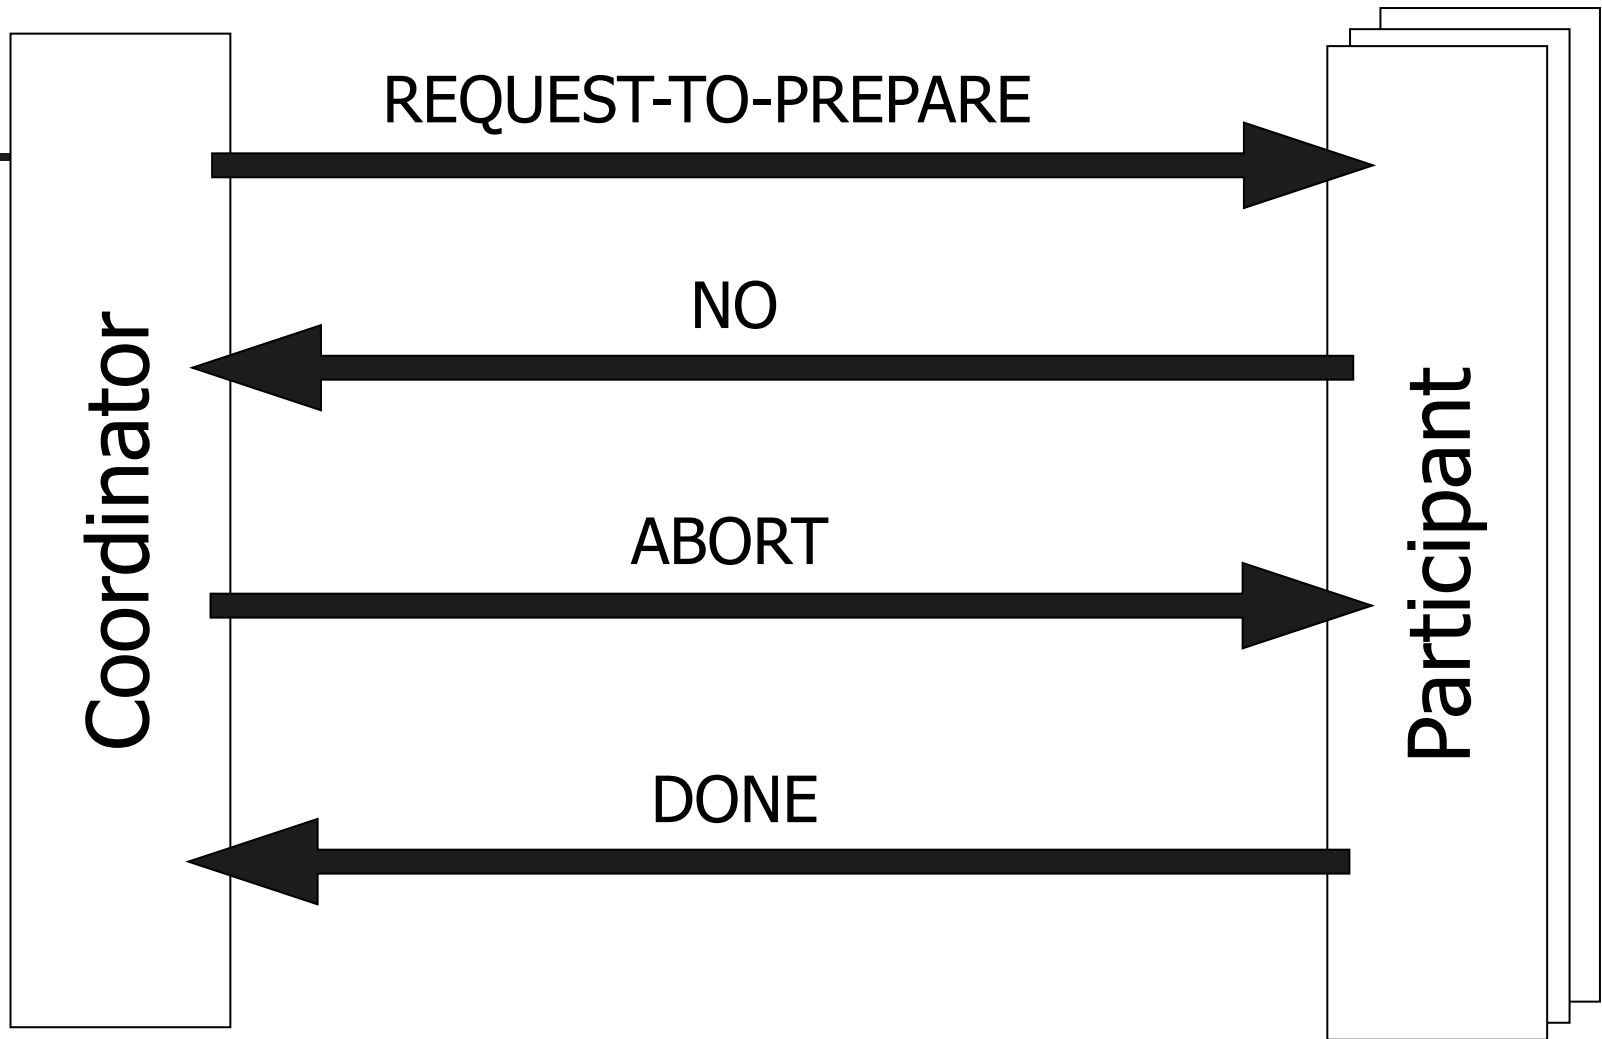 REQUEST-TO-PREPARE
NO
ABORT
DONE
Coordinator
Participant